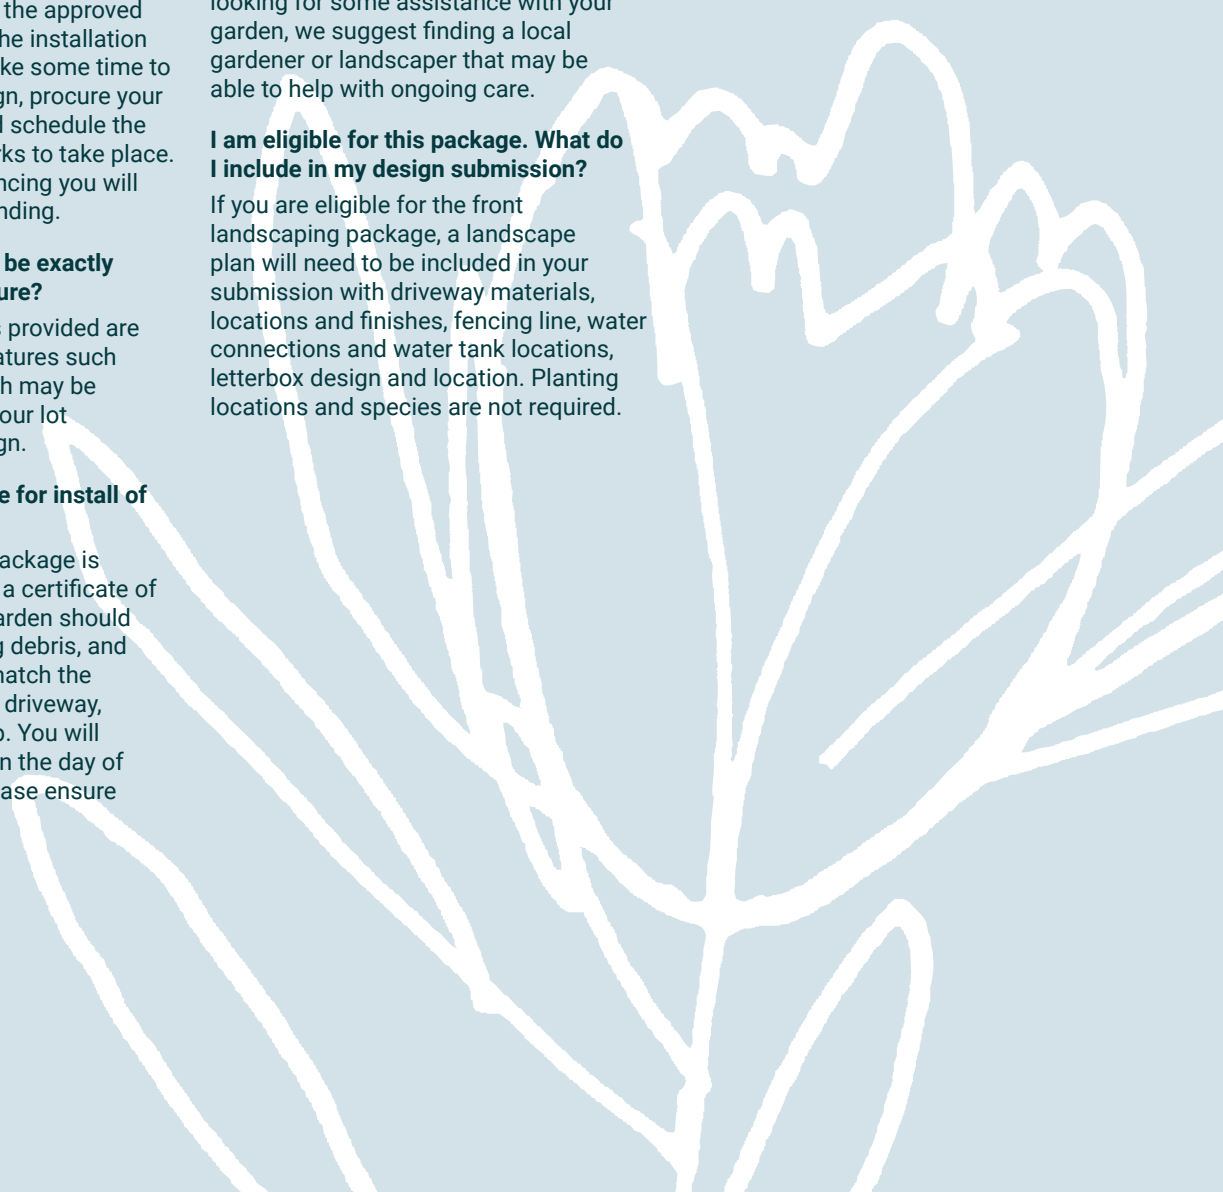 the approved
he installation
ke some time to
gn, procure your
l schedule the
rks to take place.
ncing you will
nding.
be exactly
ure?
s provided are
atures such
h may be
our lot
gn.
e for install of
ackage is
a certificate of
arden should
g debris, and
natch the
driveway,
o. You will
n the day of
ase ensure
looking for some assistance with your
garden, we suggest finding a local
gardener or landscaper that may be
able to help with ongoing care.
I am eligible for this package. What do
I include in my design submission?
If you are eligible for the front
landscaping package, a landscape
plan will need to be included in your
submission with driveway materials,
locations and finishes, fencing line, water
connections and water tank locations,
letterbox design and location. Planting
locations and species are not required.